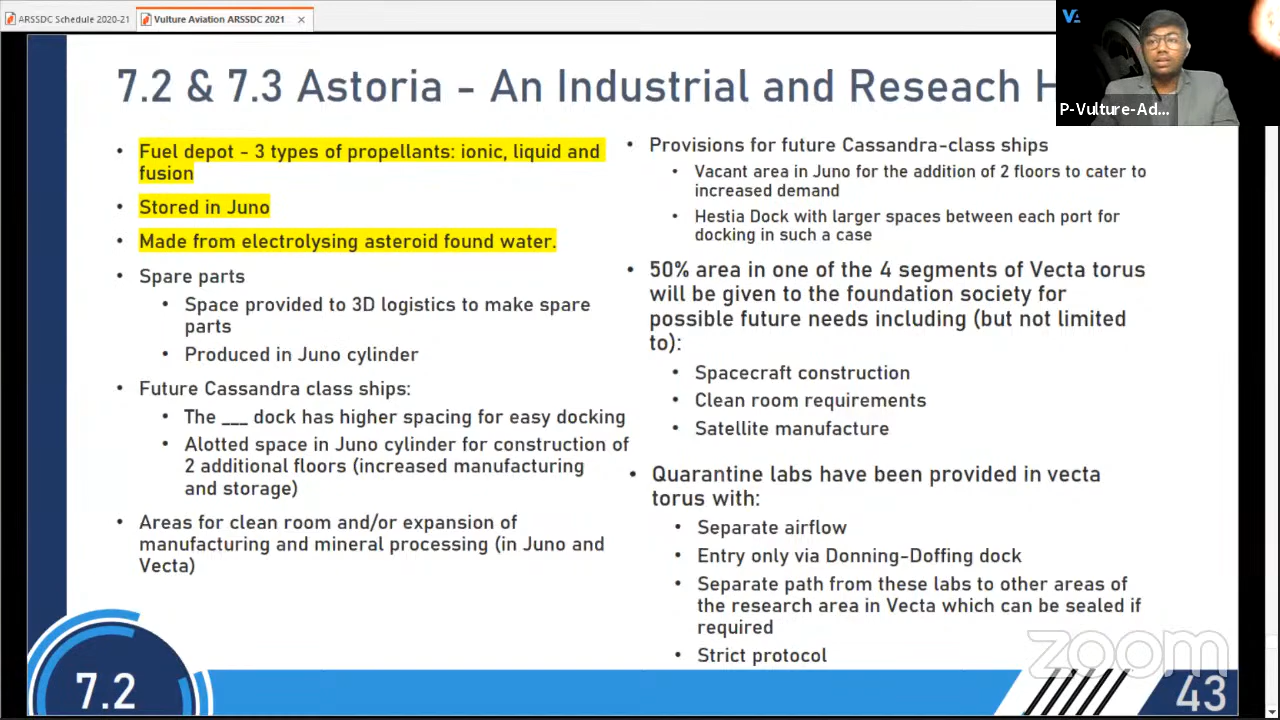 ARSSDC Schedule 2020-21
Vulture Aviation ARSSDC 2021
P-Vulture-Ad...
7.2 & 7.3 Astoria - An Industrial and Reseach H
Fuel depot - 3 types of propellants: ionic, liquid and
fusion
Stored in Juno
Made from electrolysing asteroid found water.
Spare parts
Space provided to 3D logistics to make spare
parts
Produced in Juno cylinder
Future Cassandra class ships:
The ___ dock has higher spacing for easy docking
Alotted space in Juno cylinder for construction of
2 additional floors (increased manufacturing
and storage)
Areas for clean room and/or expansion of
manufacturing and mineral processing (in Juno and
Vecta)
Provisions for future Cassandra-class ships
Vacant area in Juno for the addition of 2 floors to cater to
increased demand
Hestia Dock with larger spaces between each port for
docking in such a case
50% area in one of the 4 segments of Vecta torus
will be given to the foundation society for
possible future needs including (but not limited
to):
Spacecraft construction
Clean room requirements
Satellite manufacture
Quarantine labs have been provided in vecta
torus with:
Separate airflow
Entry only via Donning-Doffing dock
Separate path from these labs to other areas of
the research area in Vecta which can be sealed if
required
Strict protocol
zoom
7.2
43